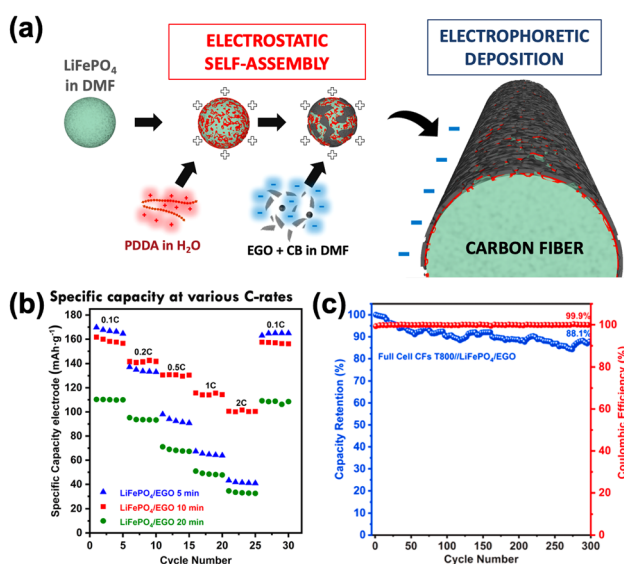 (a)
LiFePO₄
in DMF
ELECTROSTATIC
SELF-ASSEMBLY
ELECTROPHORETIC
DEPOSITION
PDDA in H₂O
EGO + CB in DMF
CARBON FIBER
(b)
Specific capacity at various C-rates
Specific Capacity electrode (mAh·g⁻¹)
180
160
140
120
100
80
60
40
20
0
0.1C
0.2C
0.5C
1C
2C
0.1C
LiFePO₄/EGO 5 min
LiFePO₄/EGO 10 min
LiFePO₄/EGO 20 min
0 5 10 15 20 25 30
Cycle Number
(c)
Capacity Retention (%)
100
90
80
70
60
50
40
30
20
10
0
99.9%
88.1%
Full Cell CFs T800//LiFePO₄/EGO
100
80
60
40
20
0
Coulombic Efficiency (%)
0 50 100 150 200 250 300
Cycle Number